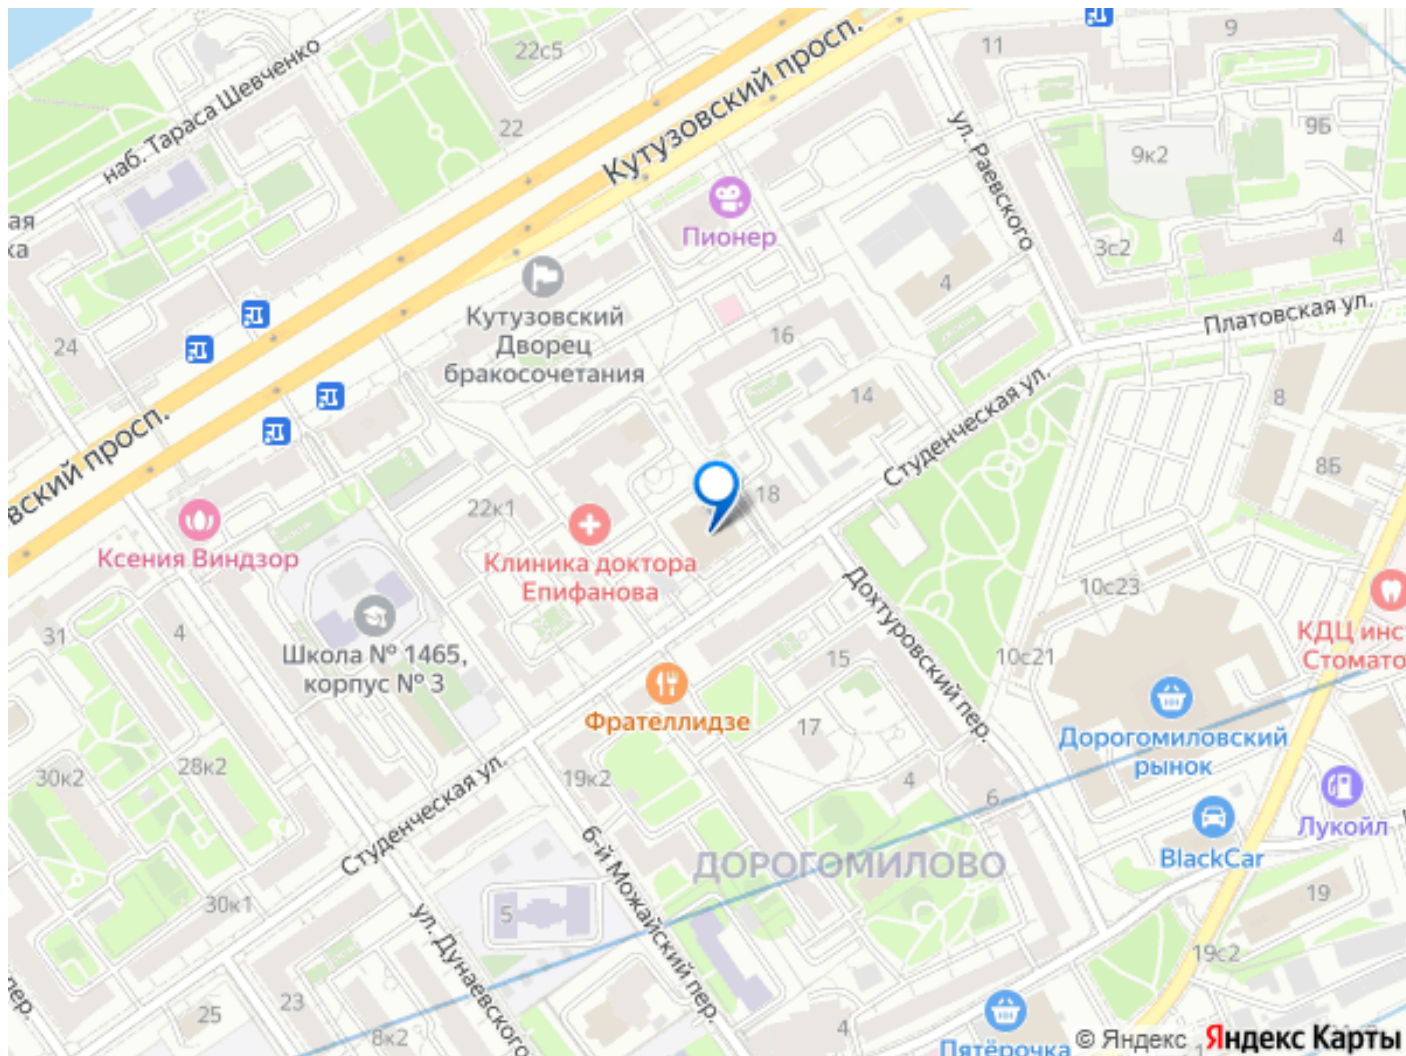 22с5
Кутузовский просп.
11
9
наб. Тараса Шевченко
22
ул. Раевского
9Б
9к2
ая
ка
Пионер
3с2
4
4
Кутузовский
Дворец
бракосочетания
Платовская ул.
24
16
14
8
Студенческая ул.
8Б
вский просп.
22к1
18
Ксения Виндзор
Клиника доктора
Епифанова
Дохтуровский пер.
10с23
31
4
Школа № 1465,
корпус № 3
15
10с21
КДЦ инс
Стомато
Фрателлидзе
17
Дорогомиловский
рынок
30к2
28к2
19к2
4
6
Студенческая ул.
Лукойл
ДОРОГОМИЛОВО
BlackCar
30к1
5
6-й Можайский пер.
19
ул. Дунаевского
19с2
пер.
25
23
8к2
4
Пятёрочка
© Яндекс Яндекс Карты